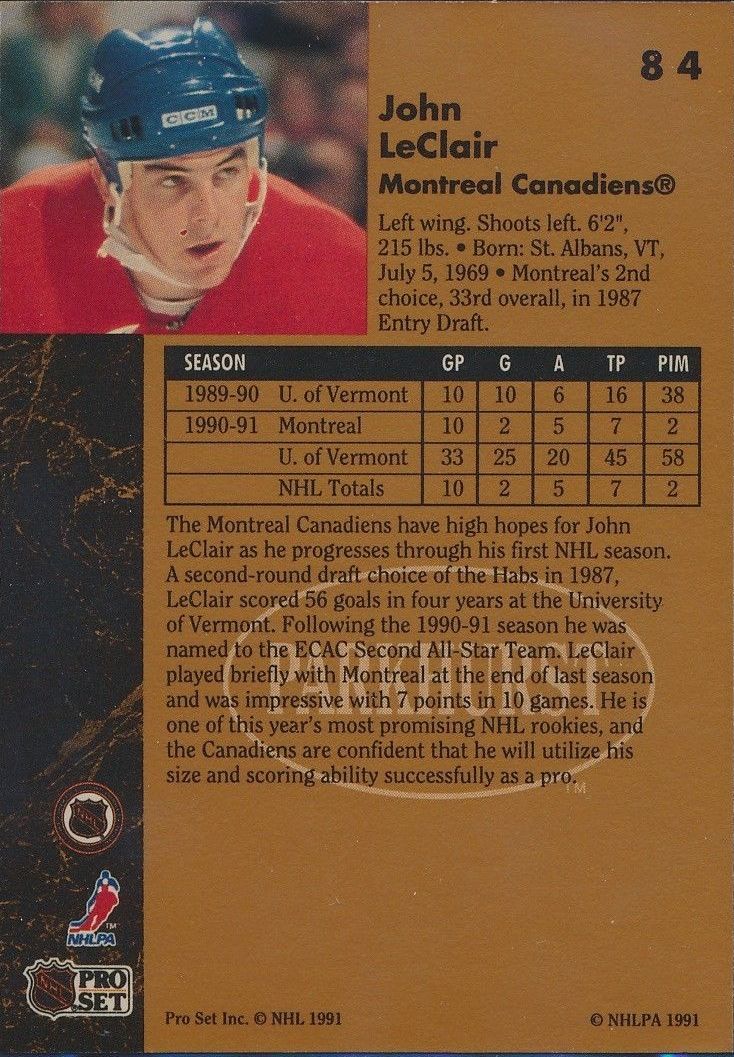 84
CCM
John
LeClair
Montreal Canadiens®
Left wing. Shoots left. 6'2",
215 lbs. • Born: St. Albans, VT,
July 5, 1969 • Montreal's 2nd
choice, 33rd overall, in 1987
Entry Draft.
SEASON GP G A TP PIM
1989-90 U. of Vermont 10 10 6 16 38
1990-91 Montreal 10 2 5 7 2
U. of Vermont 33 25 20 45 58
NHL Totals 10 2 5 7 2
The Montreal Canadiens have high hopes for John
LeClair as he progresses through his first NHL season.
A second-round draft choice of the Habs in 1987,
LeClair scored 56 goals in four years at the University
of Vermont. Following the 1990-91 season he was
named to the ECAC Second All-Star Team. LeClair
played briefly with Montreal at the end of last season
and was impressive with 7 points in 10 games. He is
one of this year's most promising NHL rookies, and
the Canadiens are confident that he will utilize his
size and scoring ability successfully as a pro.
PARKHURST
TM
NHL
TM
NHLPA
NHL PRO
SET
Pro Set Inc. © NHL 1991
© NHLPA 1991